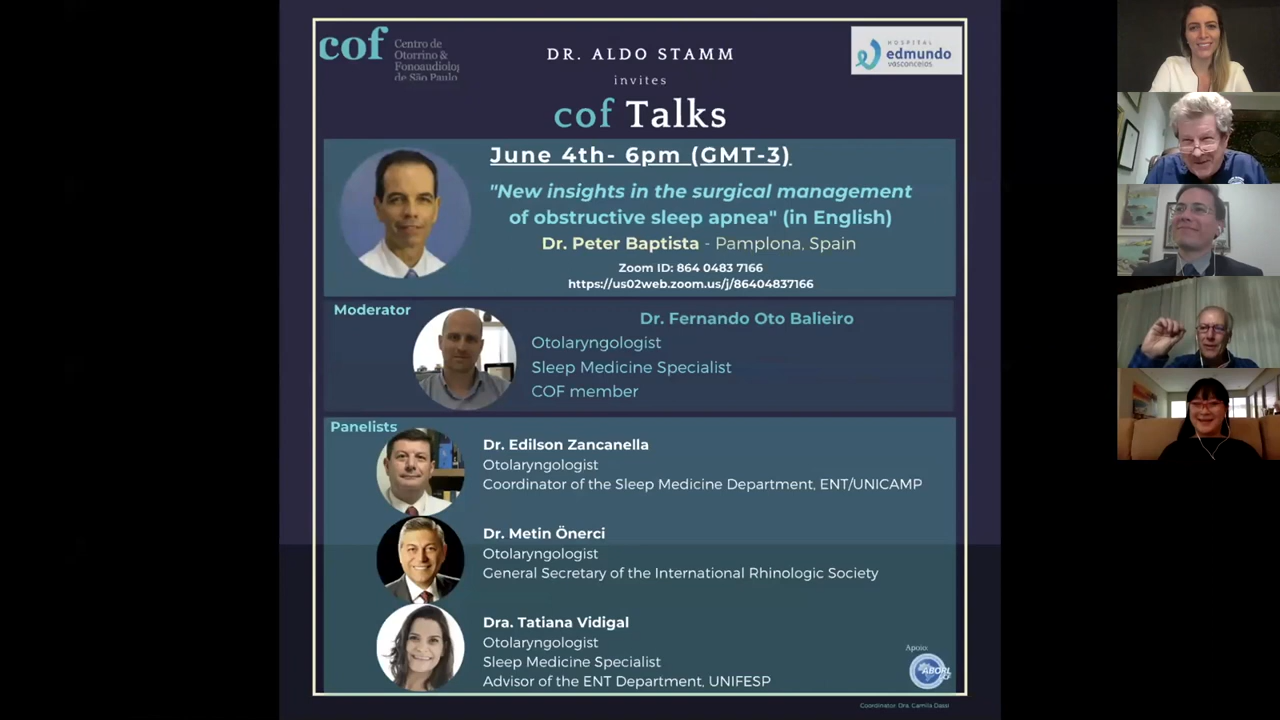 cof
Centro de
Otorrino &
Fonoaudiolog
de São Paulo
DR. ALDO STAMM
invites
cof Talks
HOSPITAL
edmundo
vasconcelos
June 4th- 6pm (GMT-3)
"New insights in the surgical management
of obstructive sleep apnea" (in English)
Dr. Peter Baptista - Pamplona, Spain
Zoom ID: 864 0483 7166
https://us02web.zoom.us/j/86404837166
Moderator
Dr. Fernando Oto Balieiro
Otolaryngologist
Sleep Medicine Specialist
COF member
Panelists
Dr. Edilson Zancanella
Otolaryngologist
Coordinator of the Sleep Medicine Department, ENT/UNICAMP
Dr. Metin Önerci
Otolaryngologist
General Secretary of the International Rhinologic Society
Dra. Tatiana Vidigal
Otolaryngologist
Sleep Medicine Specialist
Advisor of the ENT Department, UNIFESP
Apoio:
Coordinator: Dra. Camila Dassi